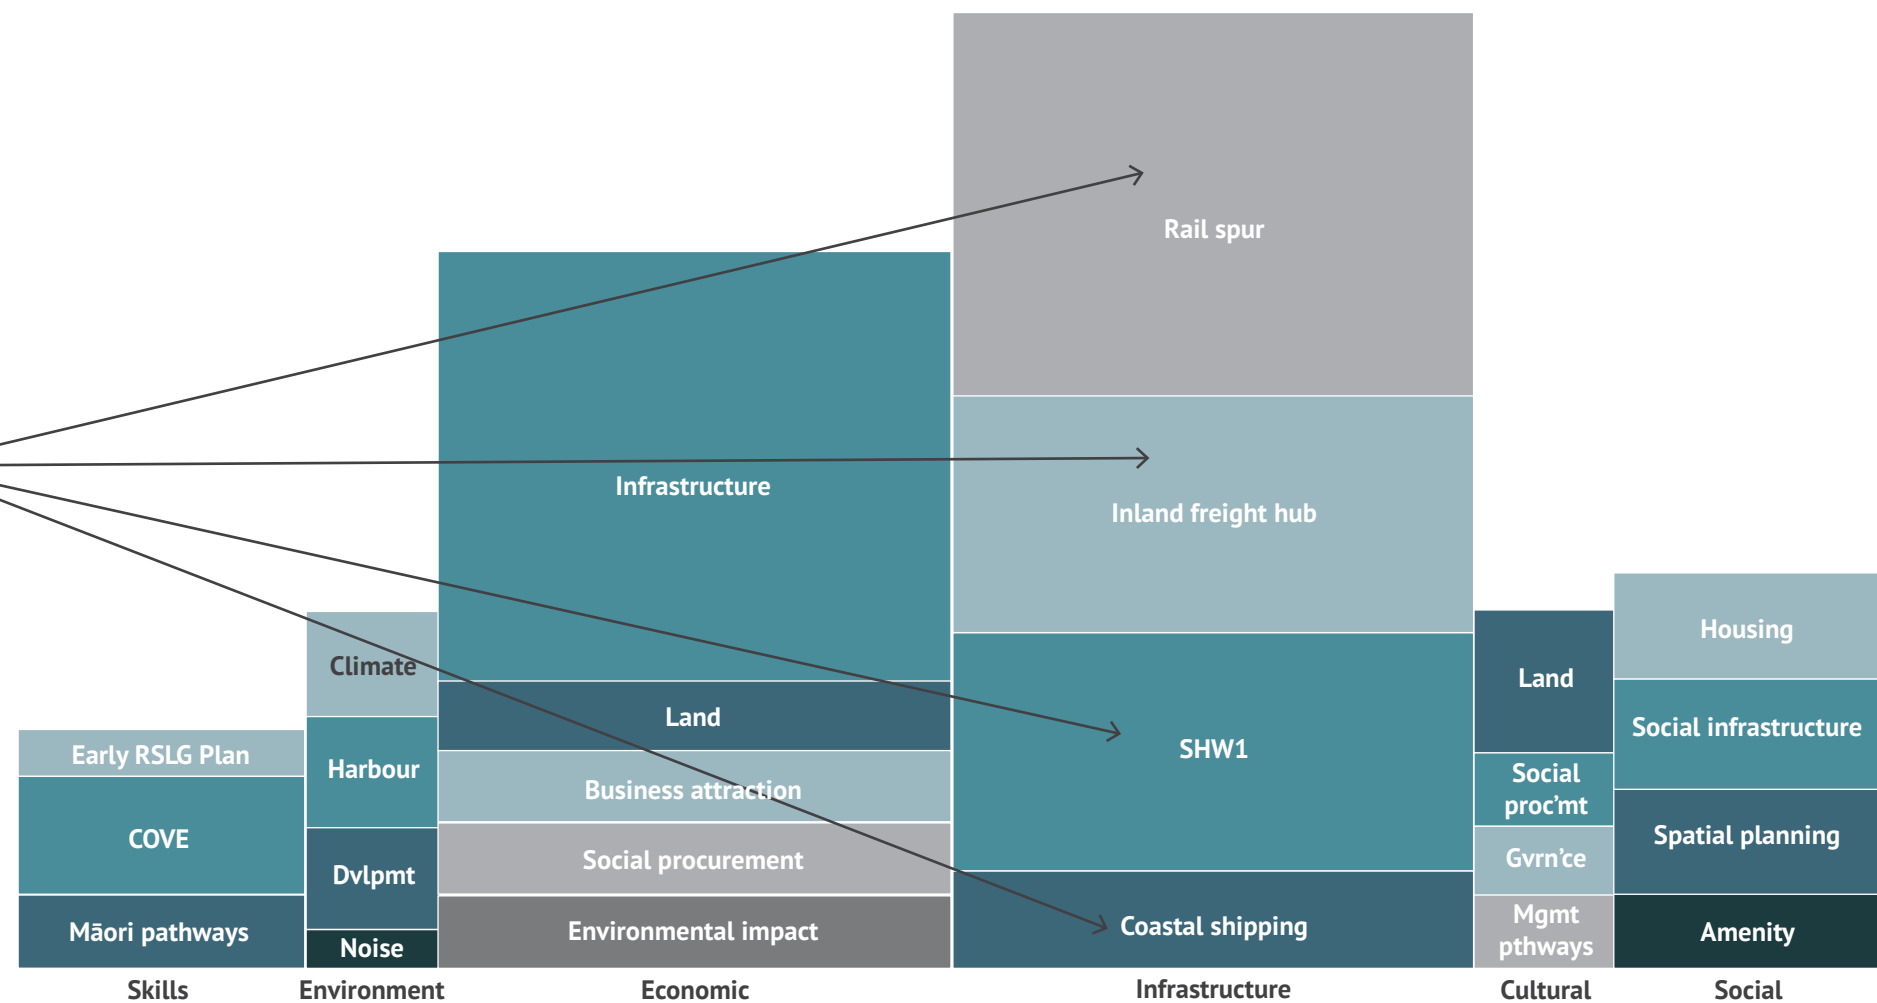 Early RSLG Plan
COVE
Māori pathways
Skills
Climate
Harbour
Dvlpmt
Noise
Environment
Infrastructure
Land
Business attraction
Social procurement
Environmental impact
Economic
Rail spur
Inland freight hub
SHW1
Coastal shipping
Infrastructure
Land
Social
proc’mt
Gvrn’ce
Mgmt
pthways
Cultural
Housing
Social infrastructure
Spatial planning
Amenity
Social